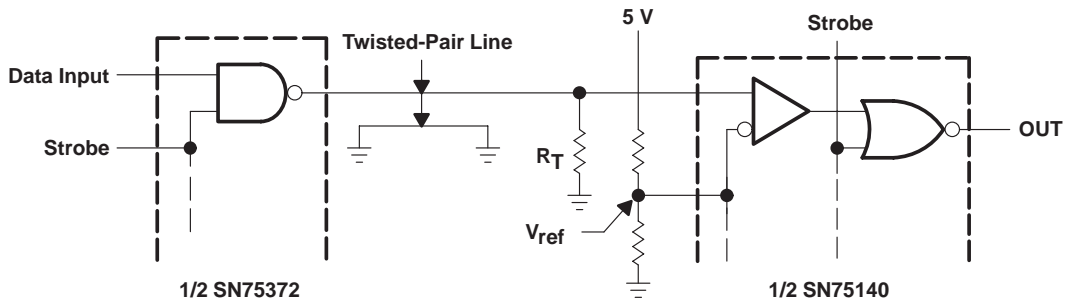 5 V
Strobe
Twisted-Pair Line
Data Input
Strobe
OUT
RT
Vref
1/2 SN75372
1/2 SN75140